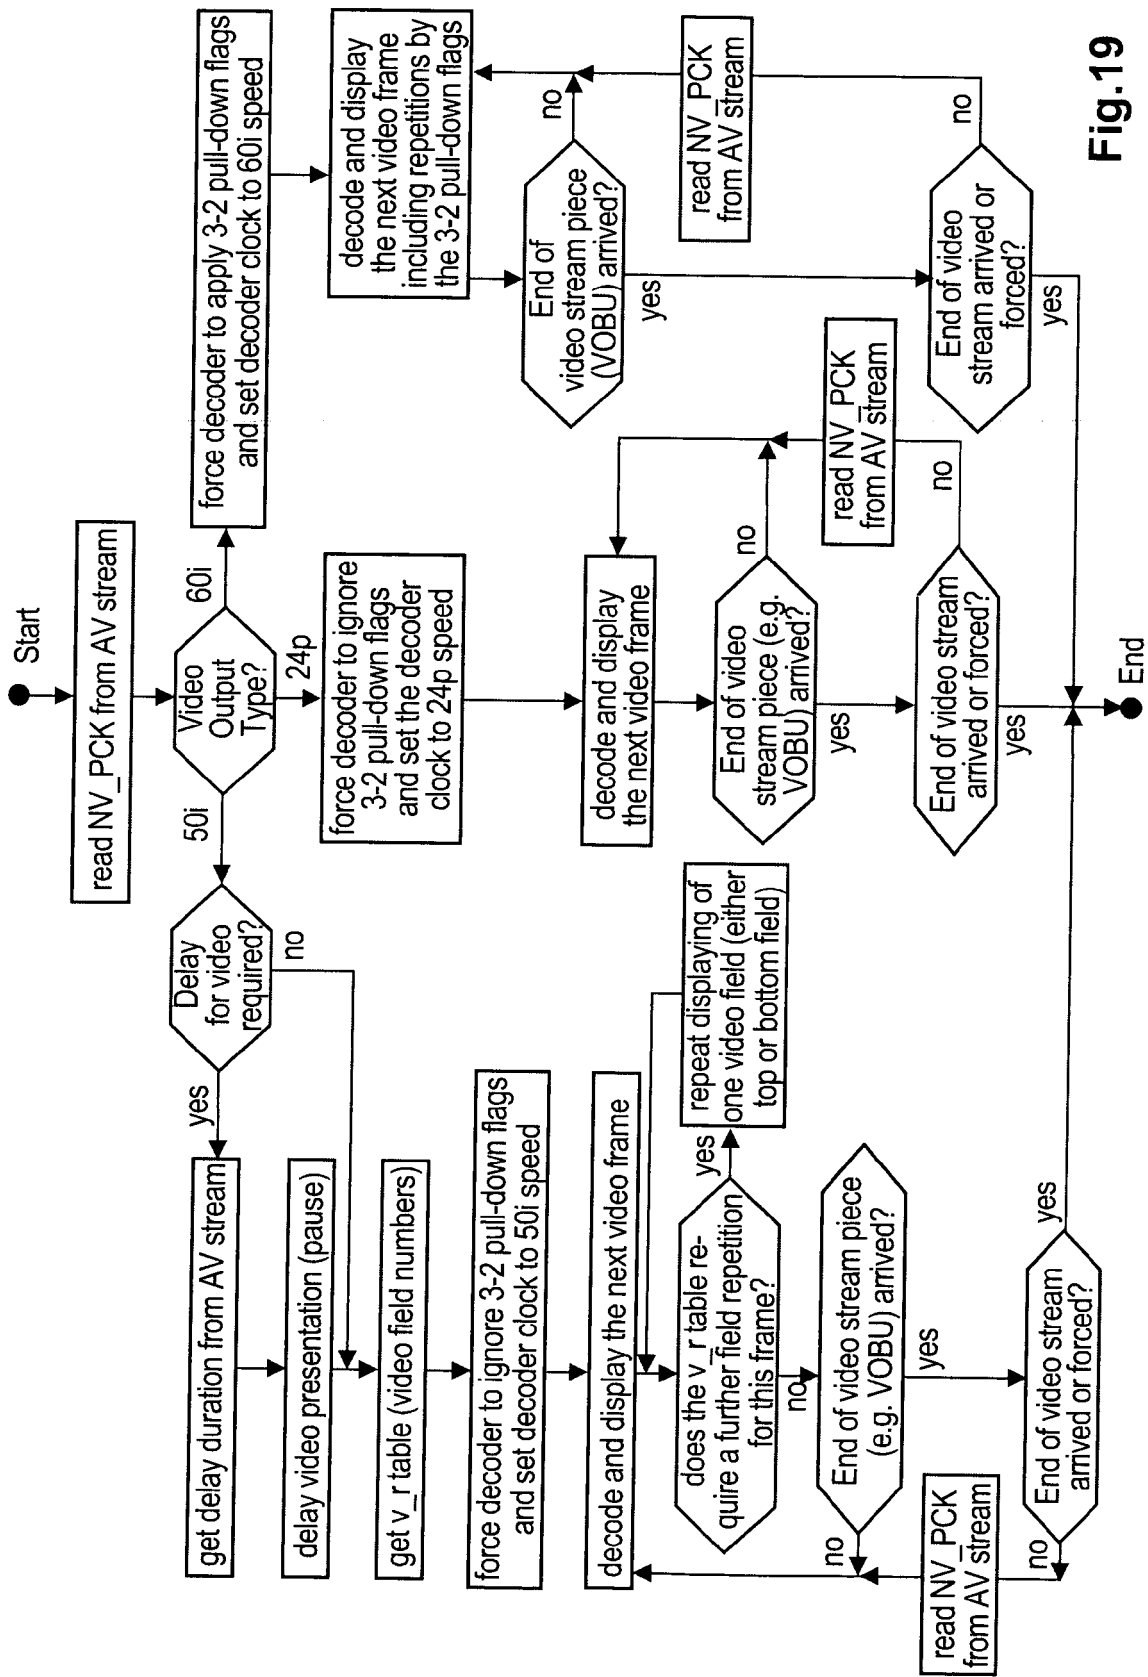 Start
read NV_PCK from AV stream
Video
Output
Type?
50i
60i
24p
Delay
for video
required?
yes
no
get delay duration from AV stream
delay video presentation (pause)
get v_r table (video field numbers)
force decoder to ignore 3-2 pull-down flags
and set decoder clock to 50i speed
decode and display the next video frame
does the v_r table re-
quire a further field repetition
for this frame?
yes
no
repeat displaying of
one video field (either
top or bottom field)
End of video stream piece
(e.g. VOBU) arrived?
no
yes
read NV_PCK
from AV stream
End of video stream
arrived or forced?
no
yes
force decoder to ignore
3-2 pull-down flags
and set the decoder
clock to 24p speed
decode and display
the next video frame
End of video
stream piece (e.g.
VOBU) arrived?
no
yes
read NV_PCK
from AV stream
End of video stream
arrived or forced?
no
yes
force decoder to apply 3-2 pull-down flags
and set decoder clock to 60i speed
decode and display
the next video frame
including repetitions by
the 3-2 pull-down flags
End of
video stream piece
(VOBU) arrived?
no
yes
read NV_PCK
from AV stream
End of video
stream arrived or
forced?
no
yes
End
Fig.19